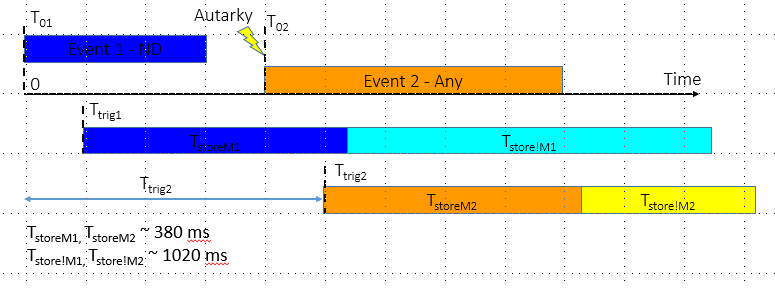 T01
Autarky
T02
Event 1 - ND
0
Event 2 - Any
Time
Ttrig1
TstoreM1
Tstore!M1
Ttrig2
Ttrig2
TstoreM2
Tstore!M2
TstoreM1, TstoreM2 ~ 380 ms
Tstore!M1, Tstore!M2 ~ 1020 ms